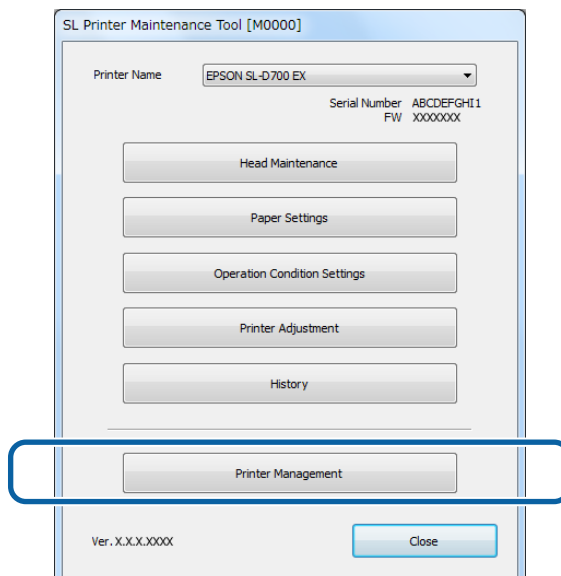 SL Printer Maintenance Tool [M0000]
Printer Name EPSON SL-D700 EX
Serial Number ABCDEFGHI1
FW XXXXXXX
Head Maintenance
Paper Settings
Operation Condition Settings
Printer Adjustment
History
Printer Management
Ver. X.X.X.XXXX Close